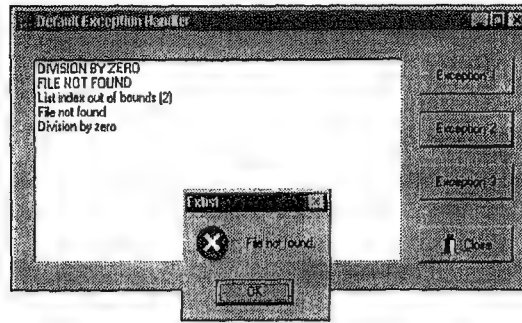 Default Exception Handler
DIVISION BY ZERO
FILE NOT FOUND
List index out of bounds (2)
File not found
Division by zero
Exception 1
Exception 2
Exception 3
Close
File not found.
OK